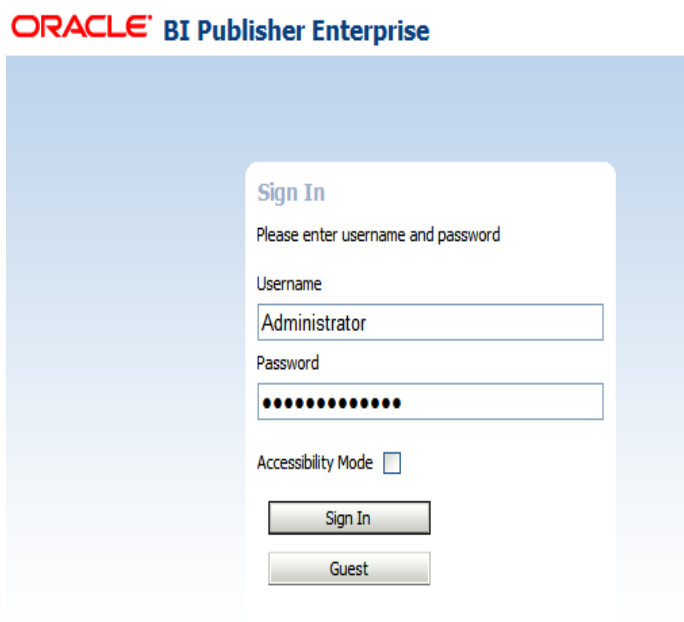 ORACLE BI Publisher Enterprise
Sign In
Please enter username and password
Username
Administrator
Password
•••••••••••••
Accessibility Mode
Sign In
Guest